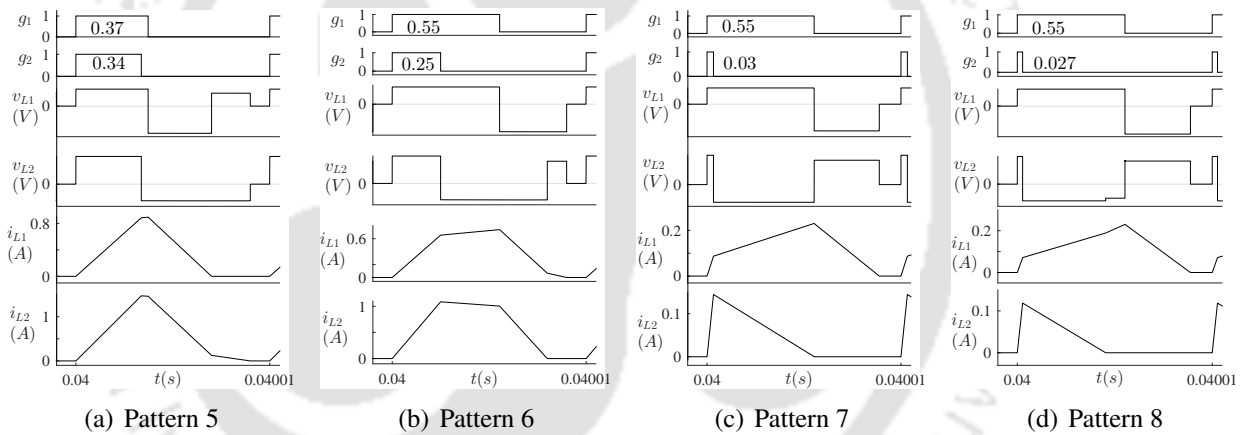 g1 1 0 0.37
g2 1 0 0.34
vL1 (V) 0
vL2 (V) 0
iL1 (A) 0.8 0
iL2 (A) 1 0
0.04 t(s) 0.04001
(a) Pattern 5
g1 1 0 0.55
g2 1 0 0.25
vL1 (V) 0
vL2 (V) 0
iL1 (A) 0.6 0
iL2 (A) 1 0
0.04 t(s) 0.04001
(b) Pattern 6
g1 1 0 0.55
g2 1 0 0.03
vL1 (V) 0
vL2 (V) 0
iL1 (A) 0.2 0
iL2 (A) 0.1 0
0.04 t(s) 0.04001
(c) Pattern 7
g1 1 0 0.55
g2 1 0 0.027
vL1 (V) 0
vL2 (V) 0
iL1 (A) 0.2 0
iL2 (A) 0.1 0
0.04 t(s) 0.04001
(d) Pattern 8